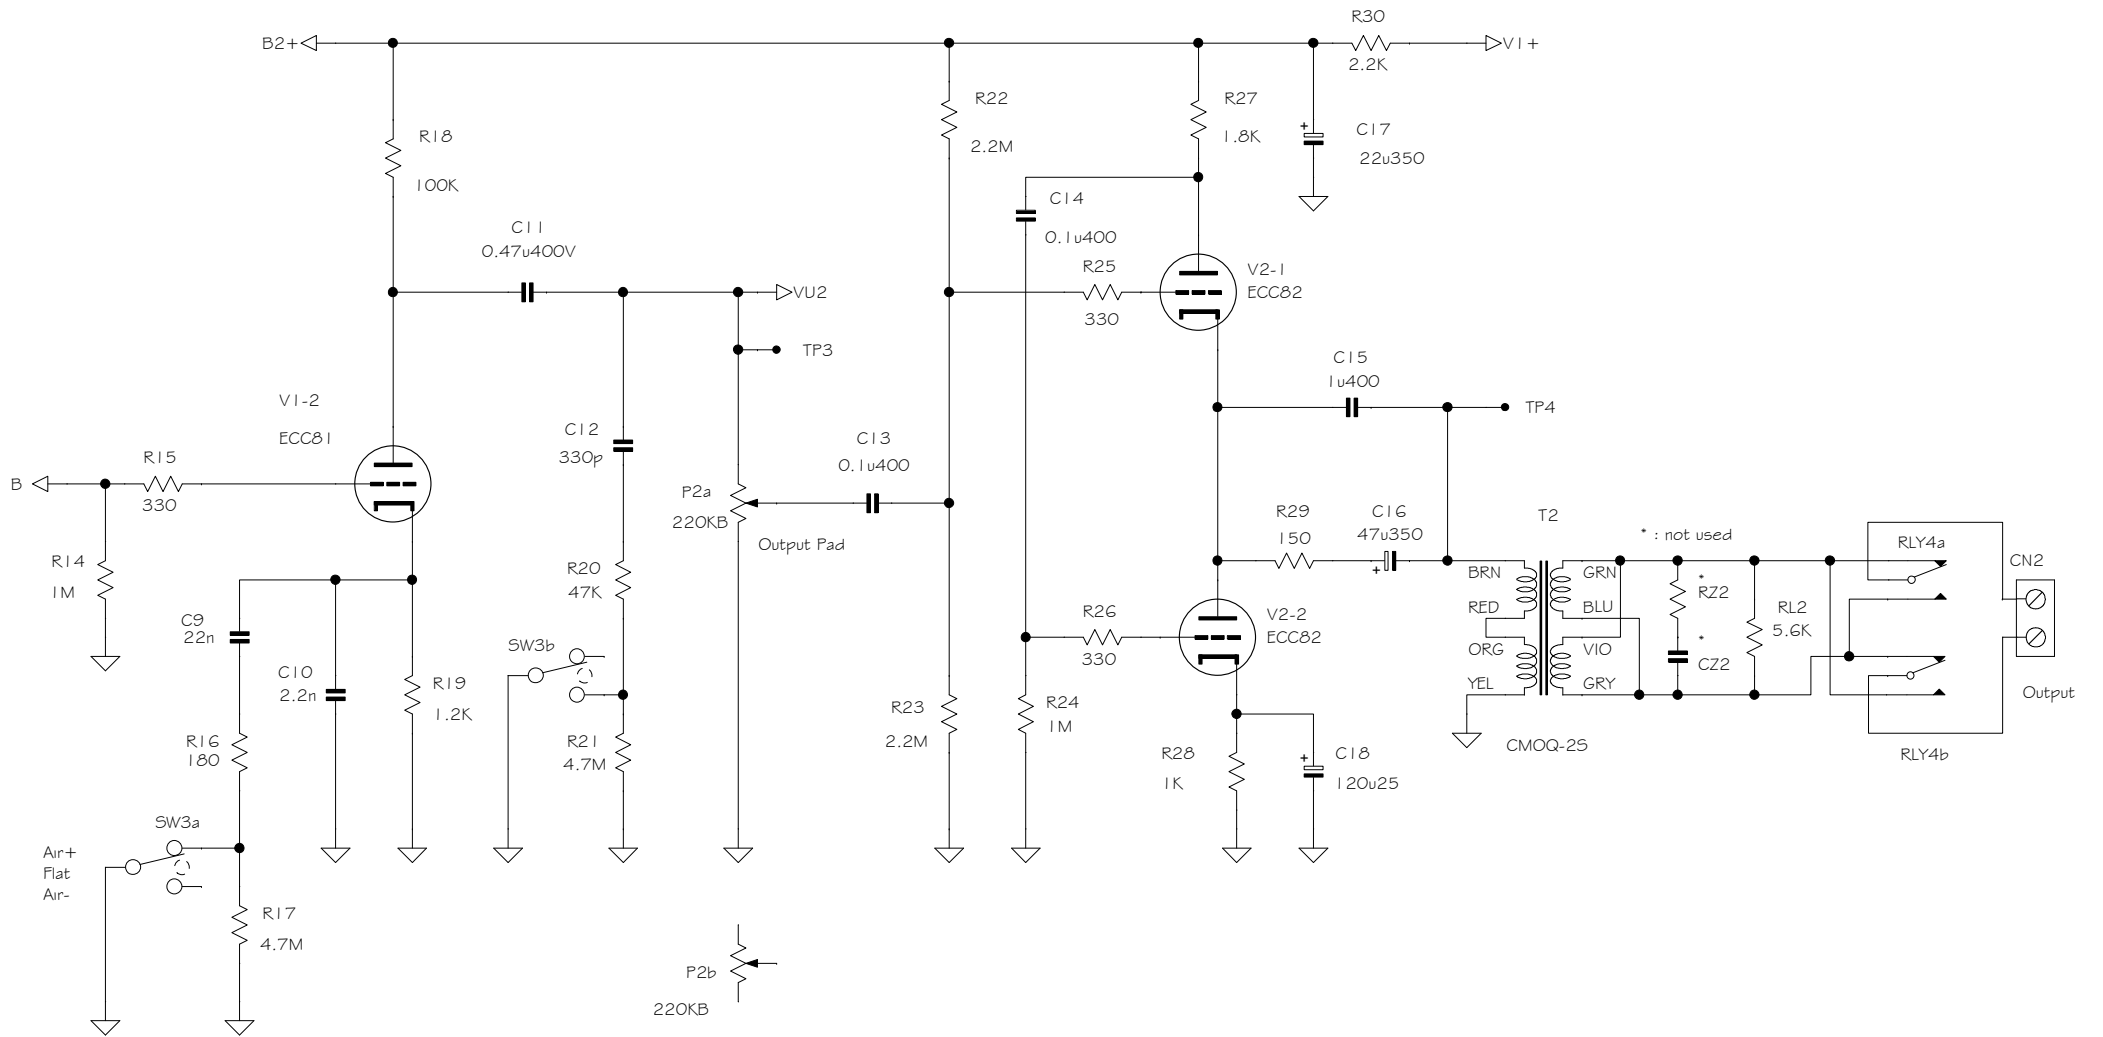 R30
B2+
V1+
2.2K
R22
R27
C17
R18
1.8K
2.2M
22u350
100K
C14
C11
0.1u400
0.47u400V
R25
V2-1
ECC82
VU2
330
TP3
C15
1u400
V1-2
TP4
ECC81
C12
C13
R15
330p
0.1u400
B
P2a
330
220KB
R29
C16
T2
150
47u350
* : not used
Output Pad
RLY4a
R14
R20
BRN
GRN
CN2
1M
47K
*
RZ2
RED
BLU
RL2
C9
R26
V2-2
5.6K
22n
ECC82
SW3b
330
*
ORG
VIO
CZ2
C10
YEL
GRY
2.2n
R19
R23
R24
Output
1.2K
1M
R16
R21
2.2M
CMOQ-2S
180
4.7M
R28
C18
RLY4b
1K
120u25
SW3a
Air+
Flat
Air-
R17
4.7M
P2b
220KB